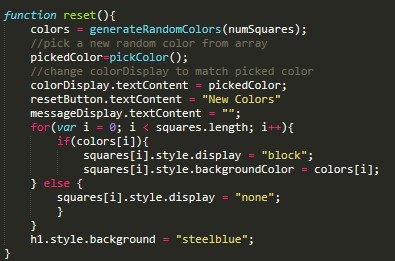 function reset(){
    colors = generateRandomColors(numSquares);
    //pick a new random color from array
    pickedColor=pickColor();
    //change colorDisplay to match picked color
    colorDisplay.textContent = pickedColor;
    resetButton.textContent = "New Colors"
    messageDisplay.textContent = "";
    for(var i = 0; i < squares.length; i++){
        if(colors[i]){
            squares[i].style.display = "block";
            squares[i].style.backgroundColor = colors[i];
    } else {
        squares[i].style.display = "none";
        }
    }
    h1.style.background = "steelblue";
}